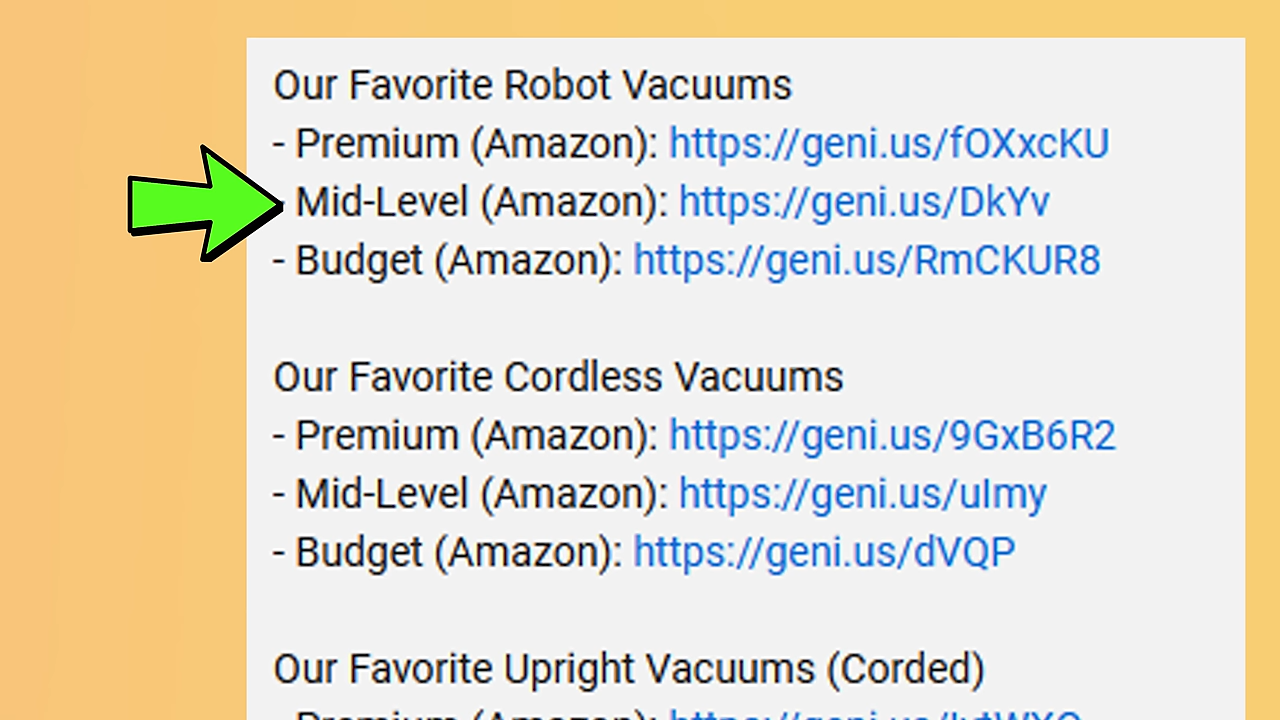 Our Favorite Robot Vacuums
- Premium (Amazon): https://geni.us/fOXxcKU
Mid-Level (Amazon): https://geni.us/DkYv
- Budget (Amazon): https://geni.us/RmCKUR8
Our Favorite Cordless Vacuums
- Premium (Amazon): https://geni.us/9GxB6R2
- Mid-Level (Amazon): https://geni.us/uImy
- Budget (Amazon): https://geni.us/dVQP
Our Favorite Upright Vacuums (Corded)
- Premium (Amazon):